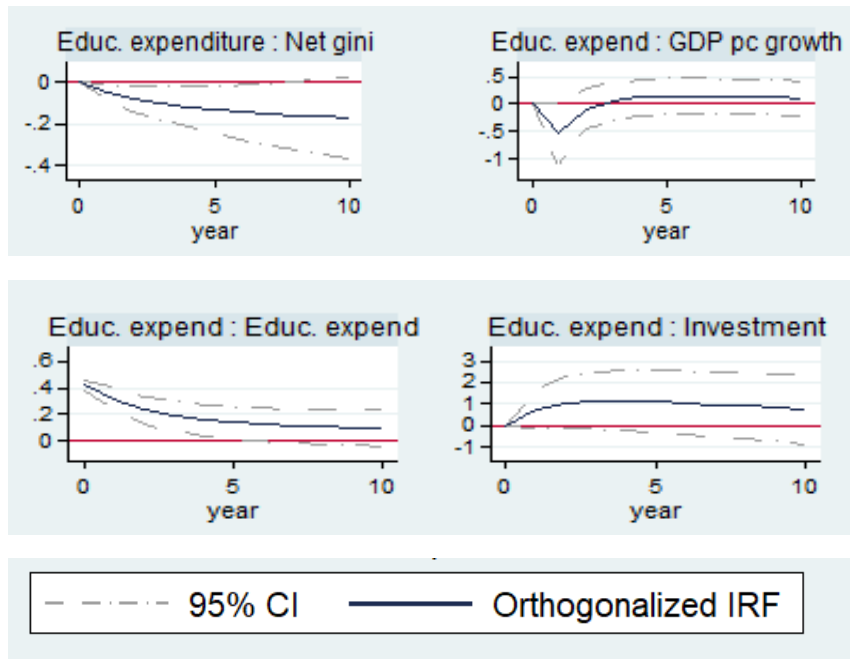 Educ. expenditure : Net gini
0
-.2
-.4
0 5 10
year
Educ. expend : GDP pc growth
.5
0
-.5
-1
0 5 10
year
Educ. expend : Educ. expend
.6
.4
.2
0
0 5 10
year
Educ. expend : Investment
3
2
1
0
-1
0 5 10
year
95% CI Orthogonalized IRF